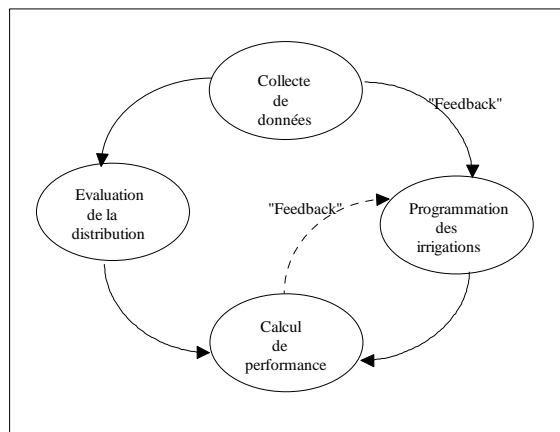 Collecte
de
données
"Feedback"
Evaluation
de la
distribution
"Feedback"
Programmation
des
irrigations
Calcul
de
performance